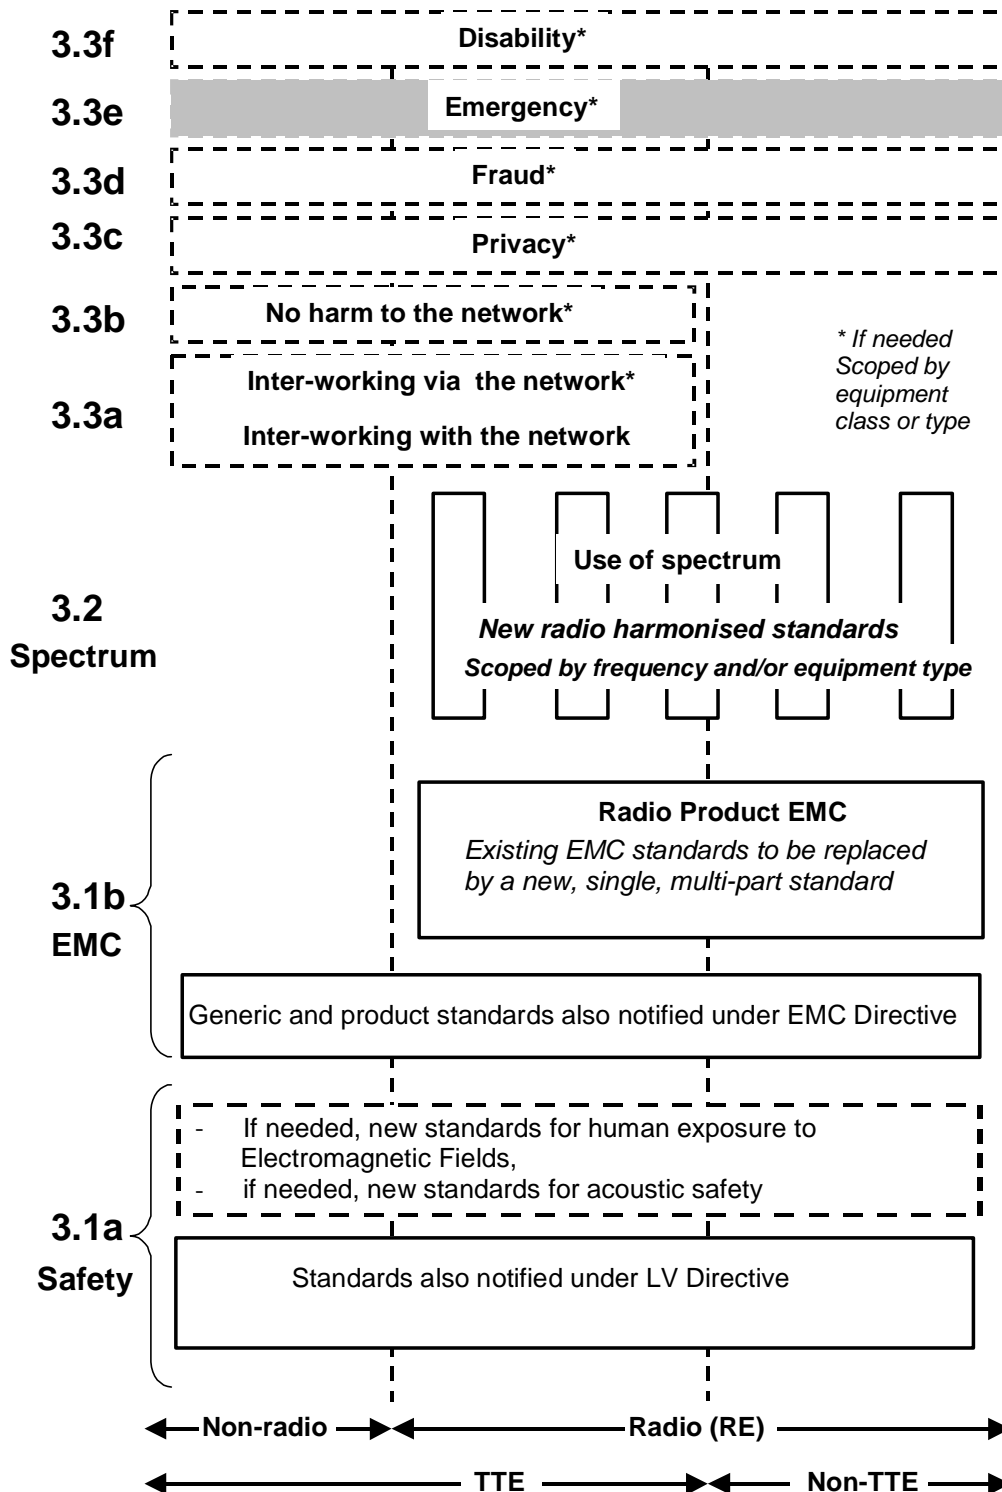 3.3f
Disability*
3.3e
Emergency*
3.3d
Fraud*
3.3c
Privacy*
3.3b
No harm to the network*
* If needed
Scoped by
equipment
class or type
3.3a
Inter-working via the network*
Inter-working with the network
3.2
Spectrum
Use of spectrum
New radio harmonised standards
Scoped by frequency and/or equipment type
3.1b
EMC
Radio Product EMC
Existing EMC standards to be replaced
by a new, single, multi-part standard
Generic and product standards also notified under EMC Directive
3.1a
Safety
- If needed, new standards for human exposure to
Electromagnetic Fields,
- if needed, new standards for acoustic safety
Standards also notified under LV Directive
Non-radio
Radio (RE)
TTE
Non-TTE